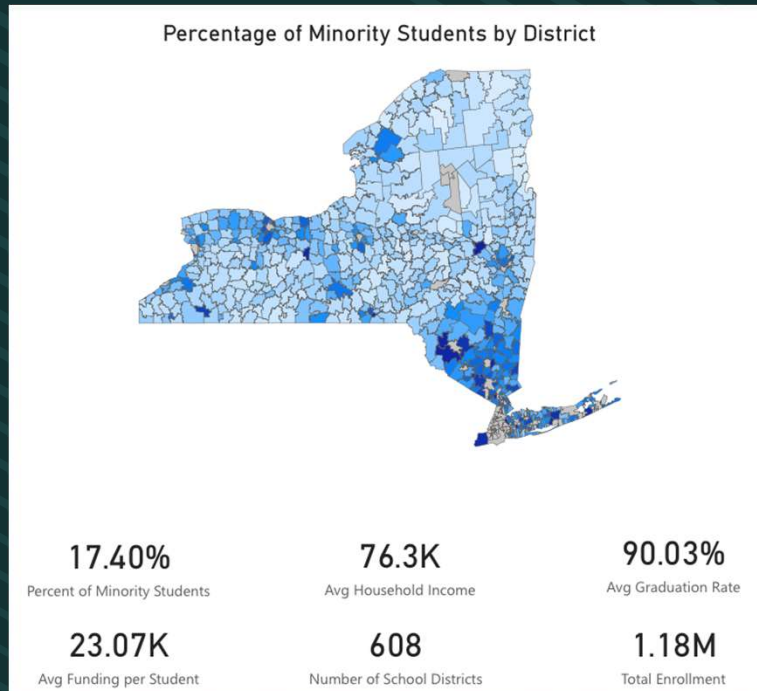 Percentage of Minority Students by District
17.40%
Percent of Minority Students
76.3K
Avg Household Income
90.03%
Avg Graduation Rate
23.07K
Avg Funding per Student
608
Number of School Districts
1.18M
Total Enrollment